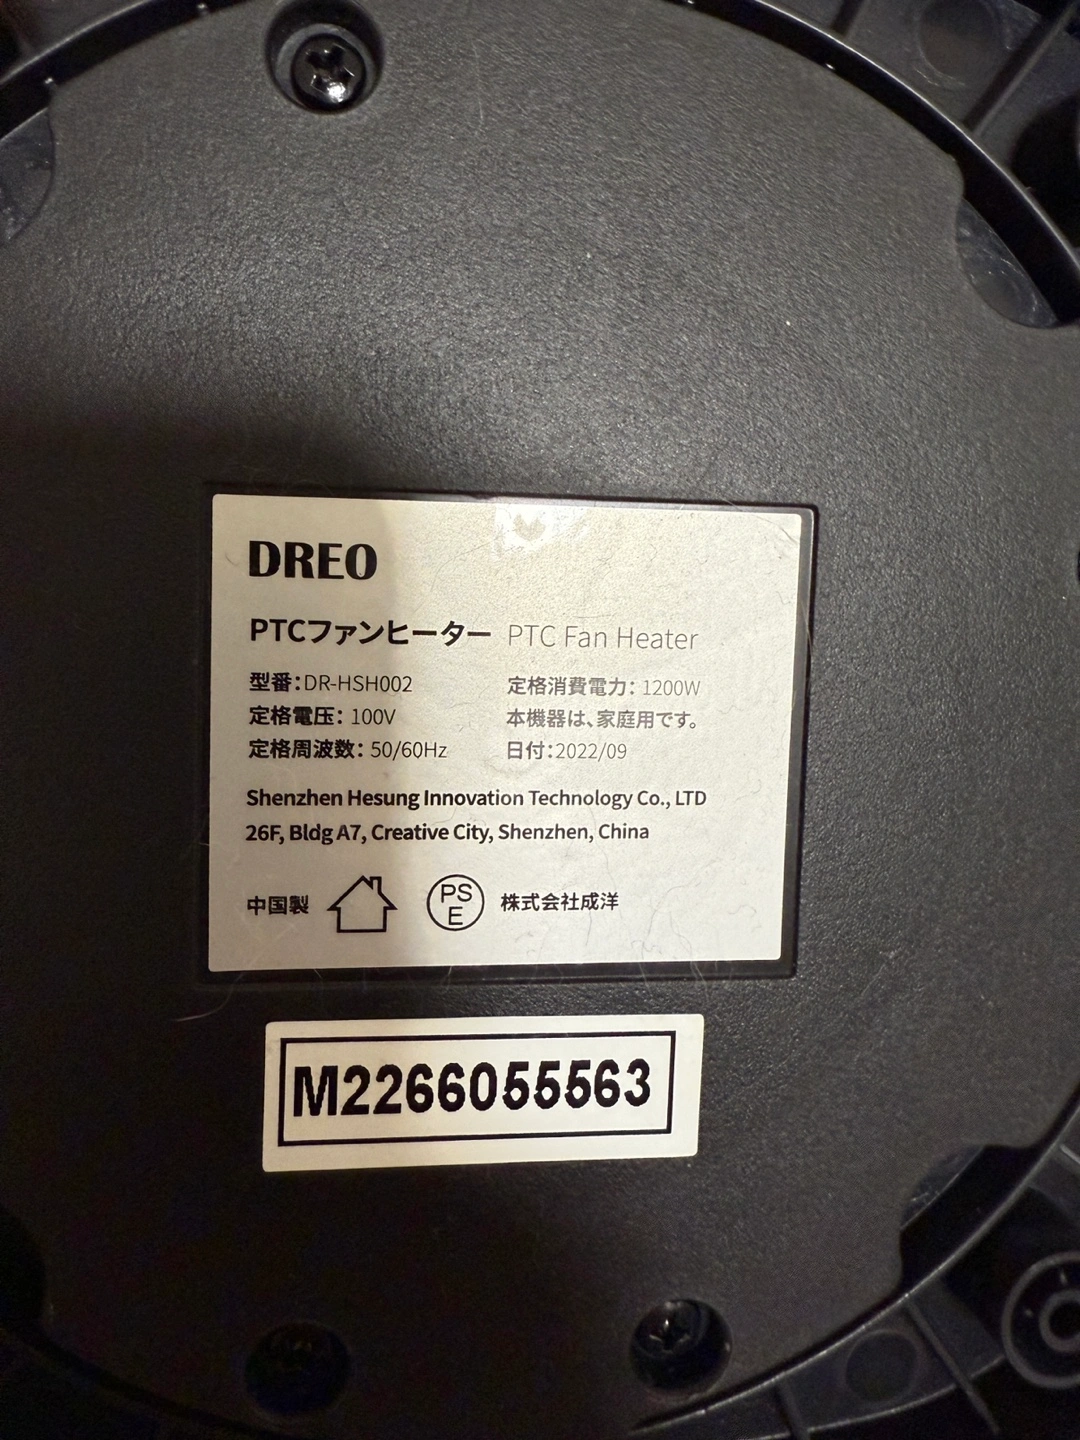 DREO
PTCファンヒーター PTC Fan Heater
型番：DR-HSH002 定格消費電力：1200W
定格電圧：100V 本機器は、家庭用です。
定格周波数：50/60Hz 日付：2022/09
Shenzhen Hesung Innovation Technology Co., LTD
26F, Bldg A7, Creative City, Shenzhen, China
中国製 PS E 株式会社成洋
M2266055563